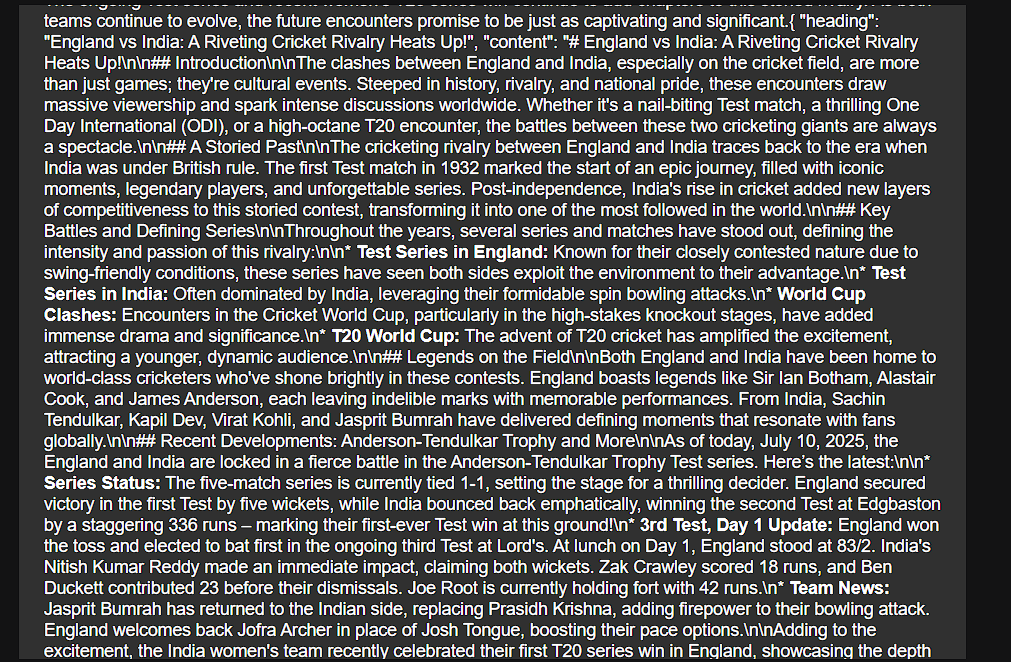 teams continue to evolve, the future encounters promise to be just as captivating and significant.{ "heading":
"England vs India: A Riveting Cricket Rivalry Heats Up!", "content": "# England vs India: A Riveting Cricket Rivalry
Heats Up!\n\n## Introduction\n\nThe clashes between England and India, especially on the cricket field, are more
than just games; they're cultural events. Steeped in history, rivalry, and national pride, these encounters draw
massive viewership and spark intense discussions worldwide. Whether it's a nail-biting Test match, a thrilling One
Day International (ODI), or a high-octane T20 encounter, the battles between these two cricketing giants are always
a spectacle.\n\n## A Storied Past\n\nThe cricketing rivalry between England and India traces back to the era when
India was under British rule. The first Test match in 1932 marked the start of an epic journey, filled with iconic
moments, legendary players, and unforgettable series. Post-independence, India's rise in cricket added new layers
of competitiveness to this storied contest, transforming it into one of the most followed in the world.\n\n## Key
Battles and Defining Series\n\nThroughout the years, several series and matches have stood out, defining the
intensity and passion of this rivalry:\n\n* Test Series in England: Known for their closely contested nature due to
swing-friendly conditions, these series have seen both sides exploit the environment to their advantage.\n* Test
Series in India: Often dominated by India, leveraging their formidable spin bowling attacks.\n* World Cup
Clashes: Encounters in the Cricket World Cup, particularly in the high-stakes knockout stages, have added
immense drama and significance.\n* T20 World Cup: The advent of T20 cricket has amplified the excitement,
attracting a younger, dynamic audience.\n\n## Legends on the Field\n\nBoth England and India have been home to
world-class cricketers who've shone brightly in these contests. England boasts legends like Sir Ian Botham, Alastair
Cook, and James Anderson, each leaving indelible marks with memorable performances. From India, Sachin
Tendulkar, Kapil Dev, Virat Kohli, and Jasprit Bumrah have delivered defining moments that resonate with fans
globally.\n\n## Recent Developments: Anderson-Tendulkar Trophy and More\n\nAs of today, July 10, 2025, the
England and India are locked in a fierce battle in the Anderson-Tendulkar Trophy Test series. Here's the latest:\n\n*
Series Status: The five-match series is currently tied 1-1, setting the stage for a thrilling decider. England secured
victory in the first Test by five wickets, while India bounced back emphatically, winning the second Test at Edgbaston
by a staggering 336 runs – marking their first-ever Test win at this ground!\n* 3rd Test, Day 1 Update: England won
the toss and elected to bat first in the ongoing third Test at Lord's. At lunch on Day 1, England stood at 83/2. India's
Nitish Kumar Reddy made an immediate impact, claiming both wickets. Zak Crawley scored 18 runs, and Ben
Duckett contributed 23 before their dismissals. Joe Root is currently holding fort with 42 runs.\n* Team News:
Jasprit Bumrah has returned to the Indian side, replacing Prasidh Krishna, adding firepower to their bowling attack.
England welcomes back Jofra Archer in place of Josh Tongue, boosting their pace options.\n\nAdding to the
excitement, the India women's team recently celebrated their first T20 series win in England, showcasing the depth